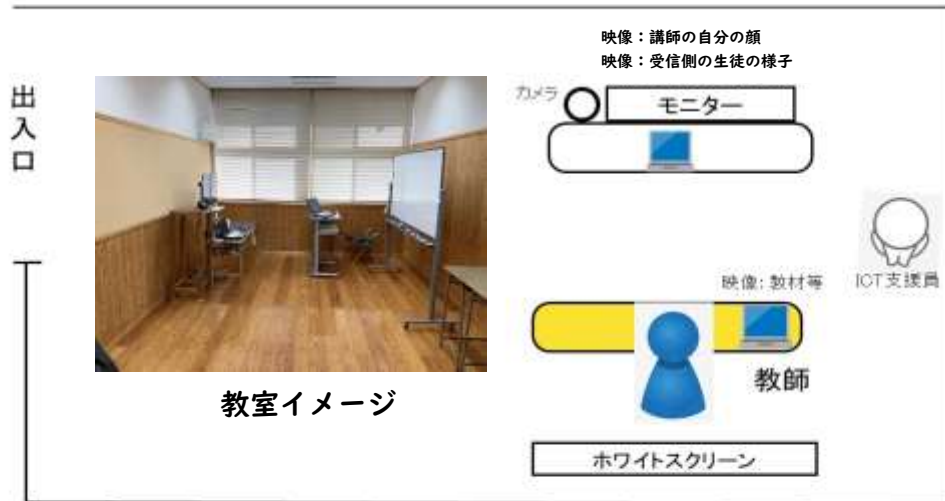 映像：講師の自分の顔
映像：受信側の生徒の様子
カメラ
モニター
出入口
映像：教材等
ICT支援員
教師
教室イメージ
ホワイトスクリーン